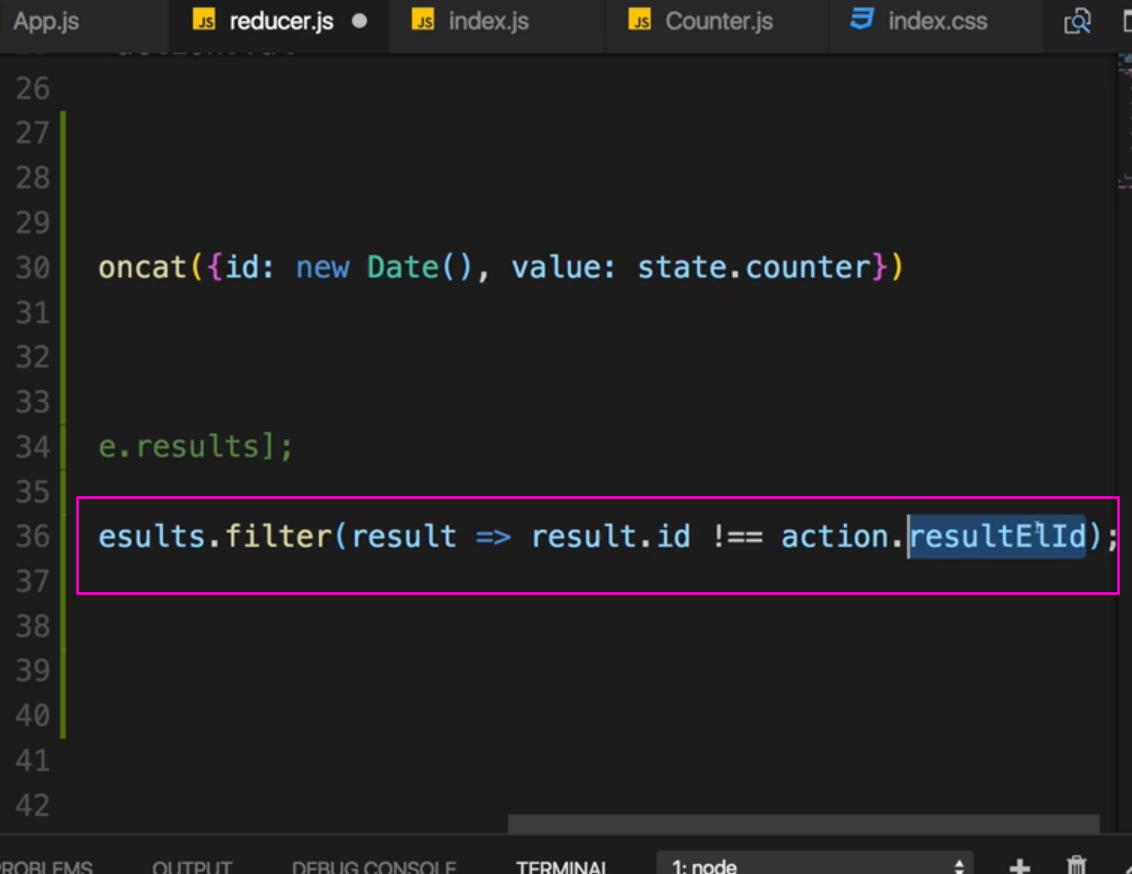 App.js
JS reducer.js
JS index.js
JS Counter.js
index.css
26
27
28
29
30 oncat({id: new Date(), value: state.counter})
31
32
33
34 e.results];
35
36 esults.filter(result => result.id !== action.resultElId);
37
38
39
40
41
42
PROBLEMS OUTPUT DEBUG CONSOLE TERMINAL 1: node